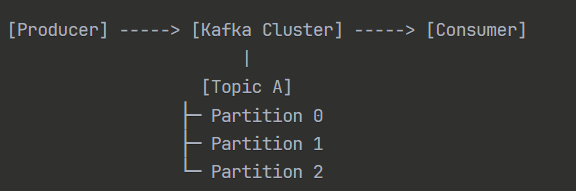 [Producer] -----> [Kafka Cluster] -----> [Consumer]
|
[Topic A]
├─ Partition 0
├─ Partition 1
└─ Partition 2